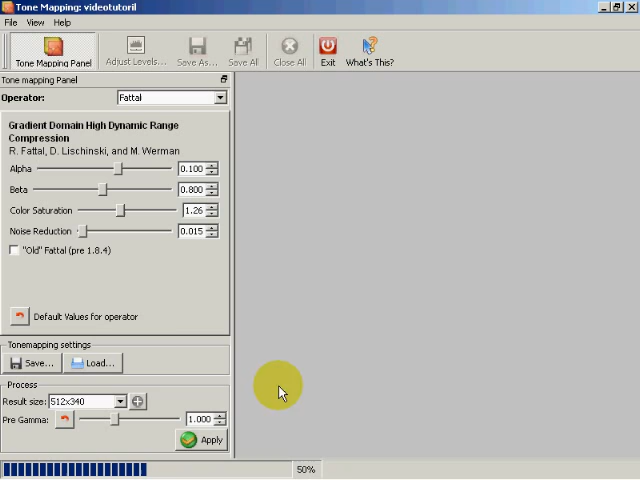 Tone Mapping: videotutoril
File View Help
Tone Mapping Panel Adjust Levels... Save As... Save All Close All Exit What's This?
Tone mapping Panel
Operator: Fattal
Gradient Domain High Dynamic Range
Compression
R. Fattal, D. Lischinski, and M. Werman
Alpha 0.100
Beta 0.800
Color Saturation 1.26
Noise Reduction 0.015
"Old" Fattal (pre 1.8.4)
Default Values for operator
Tonemapping settings
Save... Load...
Process
Result size: 512x340
Pre Gamma: 1.000
Apply
50%